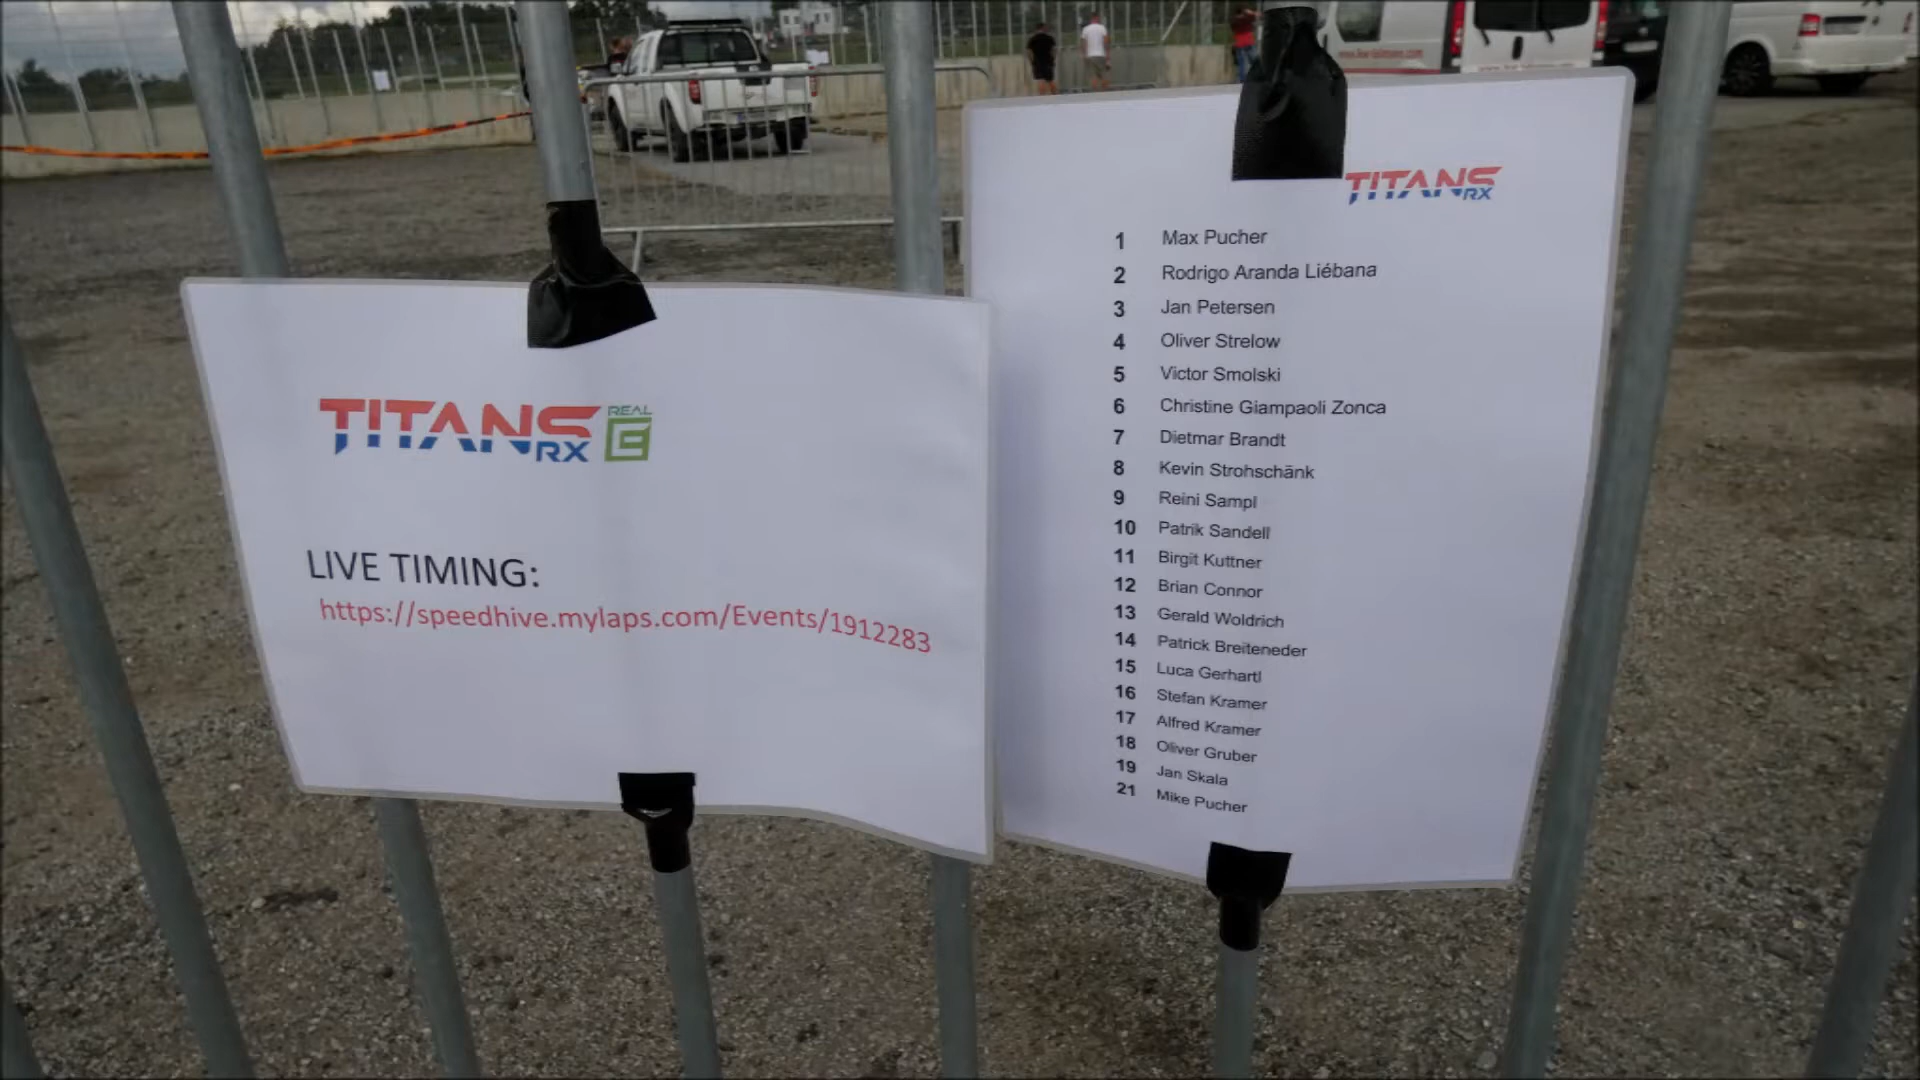 TITANS RX REAL E
LIVE TIMING:
https://speedhive.mylaps.com/Events/1912283
TITANS RX
1 Max Pucher
2 Rodrigo Aranda Liébana
3 Jan Petersen
4 Oliver Strelow
5 Victor Smolski
6 Christine Giampaoli Zonca
7 Dietmar Brandt
8 Kevin Strohschänk
9 Reini Sampl
10 Patrik Sandell
11 Birgit Kuttner
12 Brian Connor
13 Gerald Woldrich
14 Patrick Breiteneder
15 Luca Gerhartl
16 Stefan Kramer
17 Alfred Kramer
18 Oliver Gruber
19 Jan Skala
21 Mike Pucher